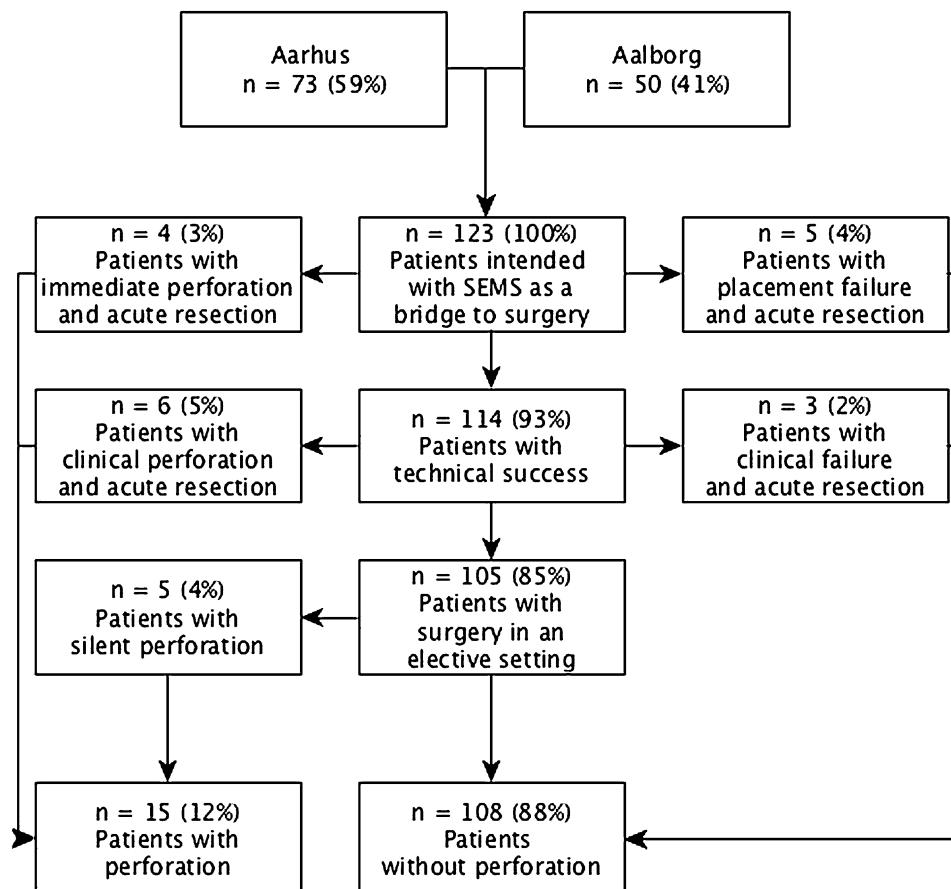 Aarhus
n = 73 (59%)
Aalborg
n = 50 (41%)
n = 4 (3%)
Patients with
immediate perforation
and acute resection
n = 123 (100%)
Patients intended
with SEMS as a
bridge to surgery
n = 5 (4%)
Patients with
placement failure
and acute resection
n = 6 (5%)
Patients with
clinical perforation
and acute resection
n = 114 (93%)
Patients with
technical success
n = 3 (2%)
Patients with
clinical failure
and acute resection
n = 5 (4%)
Patients with
silent perforation
n = 105 (85%)
Patients with
surgery in an
elective setting
n = 15 (12%)
Patients with
perforation
n = 108 (88%)
Patients
without perforation